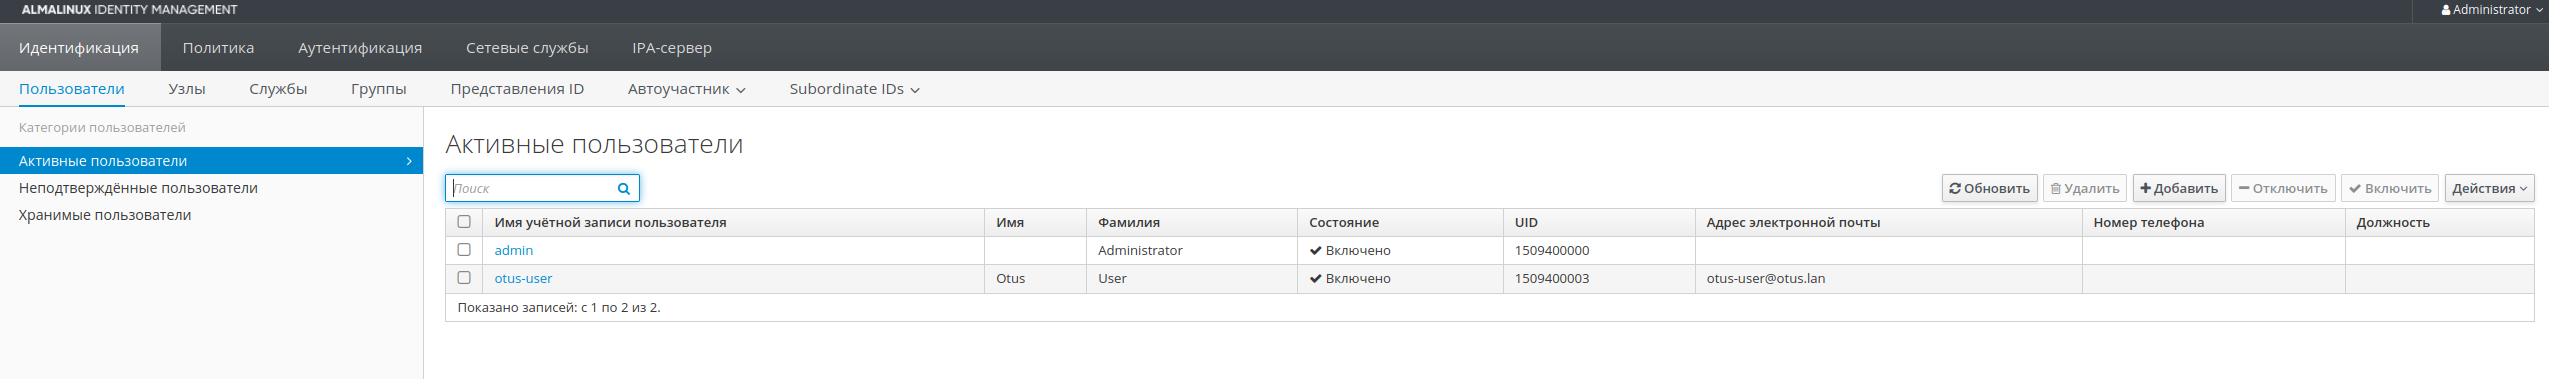 ALMALINUX IDENTITY MANAGEMENT Administrator
Идентификация Политика Аутентификация Сетевые службы IPA-сервер
Пользователи Узлы Службы Группы Представления ID Автоучастник Subordinate IDs
Категории пользователей
Активные пользователи
Неподтверждённые пользователи
Хранимые пользователи
Активные пользователи
Поиск Обновить Удалить Добавить Отключить Включить Действия
Имя учётной записи пользователя Имя Фамилия Состояние UID Адрес электронной почты Номер телефона Должность
admin Administrator Включено 1509400000
otus-user Otus User Включено 1509400003 otus-user@otus.lan
Показано записей: с 1 по 2 из 2.